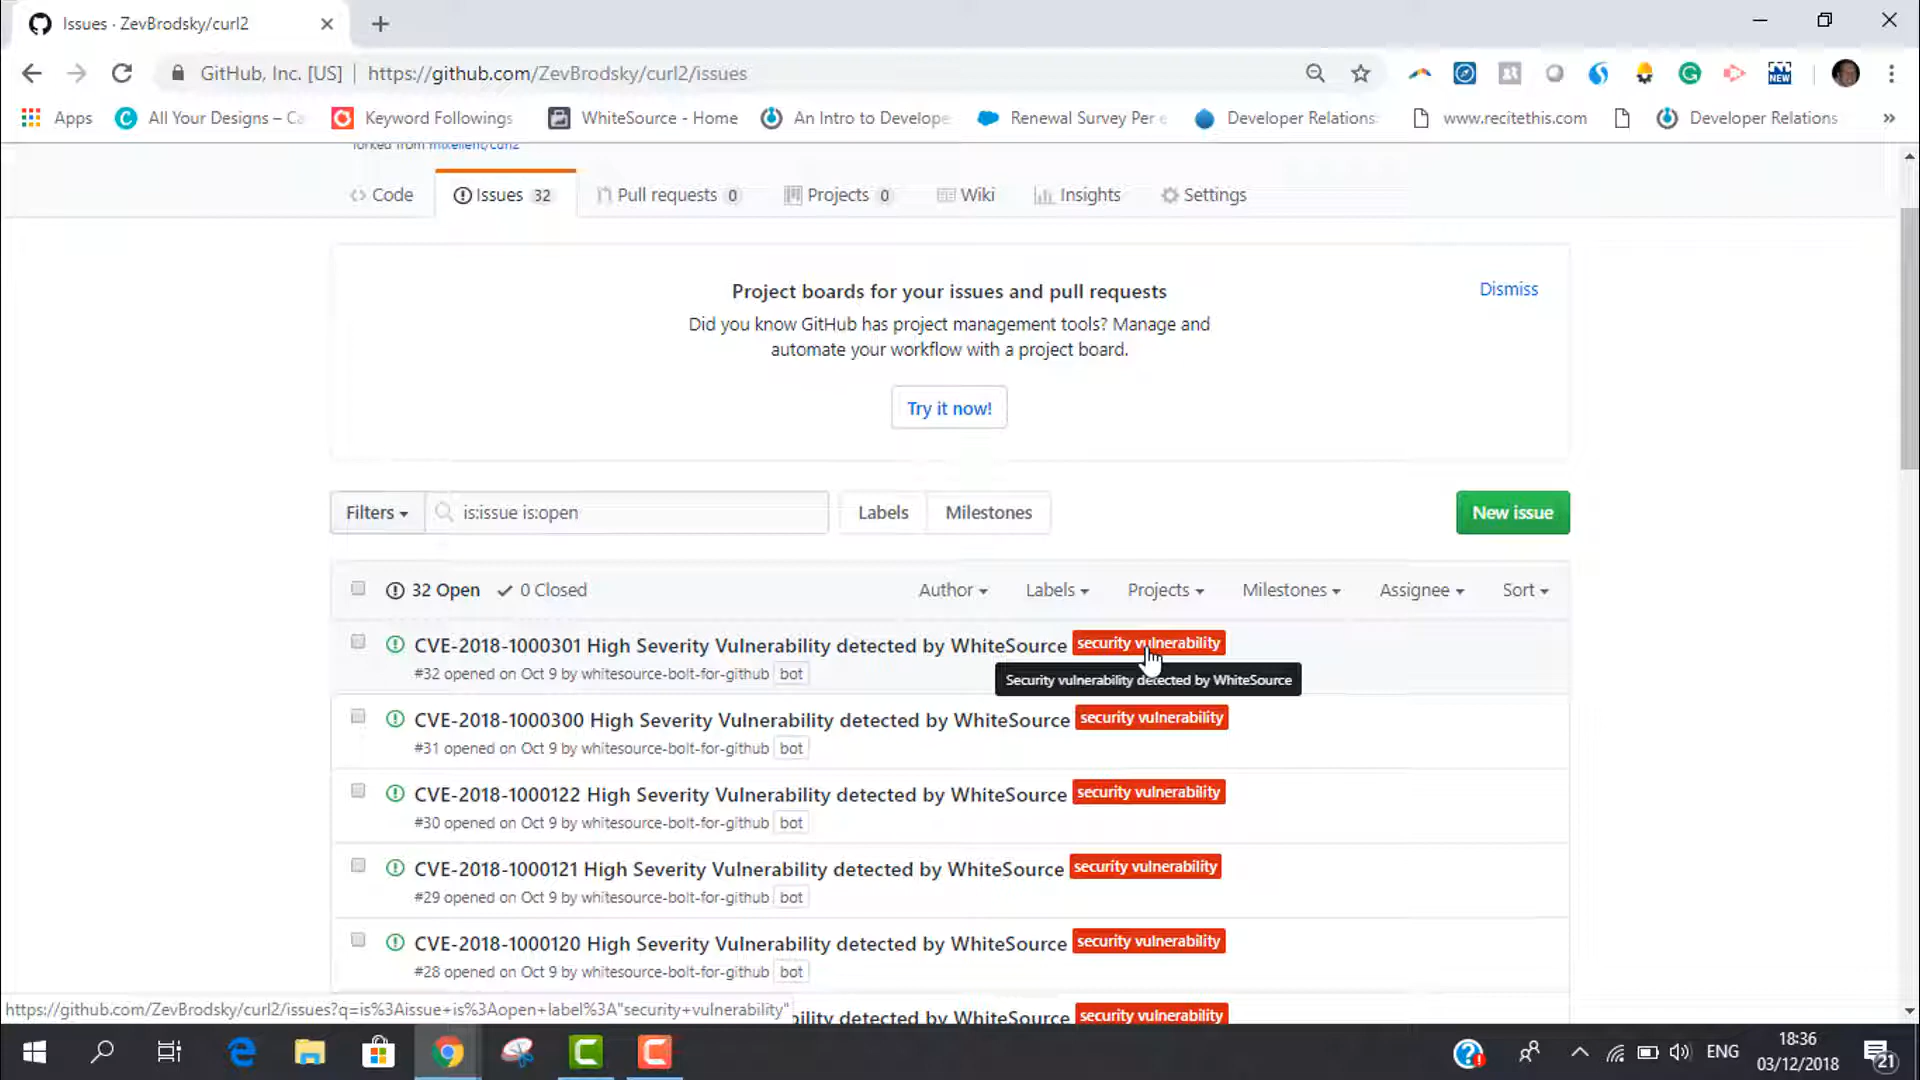 Issues · ZevBrodsky/curl2
GitHub, Inc. [US] | https://github.com/ZevBrodsky/curl2/issues
NEW
Apps All Your Designs – Ca Keyword Followings WhiteSource - Home An Intro to Develope Renewal Survey Per e Developer Relations www.recitethis.com Developer Relations »
forked from mixellent/curl2
Code Issues 32 Pull requests 0 Projects 0 Wiki Insights Settings
Project boards for your issues and pull requests
Dismiss
Did you know GitHub has project management tools? Manage and
automate your workflow with a project board.
Try it now!
Filters is:issue is:open Labels Milestones New issue
32 Open 0 Closed Author Labels Projects Milestones Assignee Sort
CVE-2018-1000301 High Severity Vulnerability detected by WhiteSource security vulnerability
#32 opened on Oct 9 by whitesource-bolt-for-github bot
Security vulnerability detected by WhiteSource
CVE-2018-1000300 High Severity Vulnerability detected by WhiteSource security vulnerability
#31 opened on Oct 9 by whitesource-bolt-for-github bot
CVE-2018-1000122 High Severity Vulnerability detected by WhiteSource security vulnerability
#30 opened on Oct 9 by whitesource-bolt-for-github bot
CVE-2018-1000121 High Severity Vulnerability detected by WhiteSource security vulnerability
#29 opened on Oct 9 by whitesource-bolt-for-github bot
CVE-2018-1000120 High Severity Vulnerability detected by WhiteSource security vulnerability
#28 opened on Oct 9 by whitesource-bolt-for-github bot
https://github.com/ZevBrodsky/curl2/issues?q=is%3Aissue+is%3Aopen+label%3A"security+vulnerability"
bility detected by WhiteSource security vulnerability
ENG
18:36
03/12/2018
21